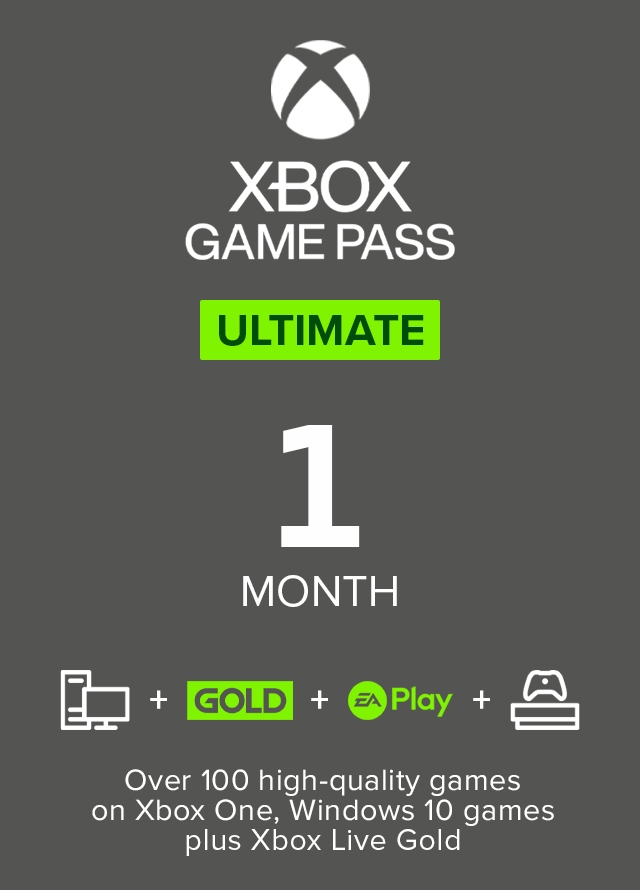 XBOX
GAME PASS
ULTIMATE
1
MONTH
+ GOLD + EA Play +
Over 100 high-quality games
on Xbox One, Windows 10 games
plus Xbox Live Gold